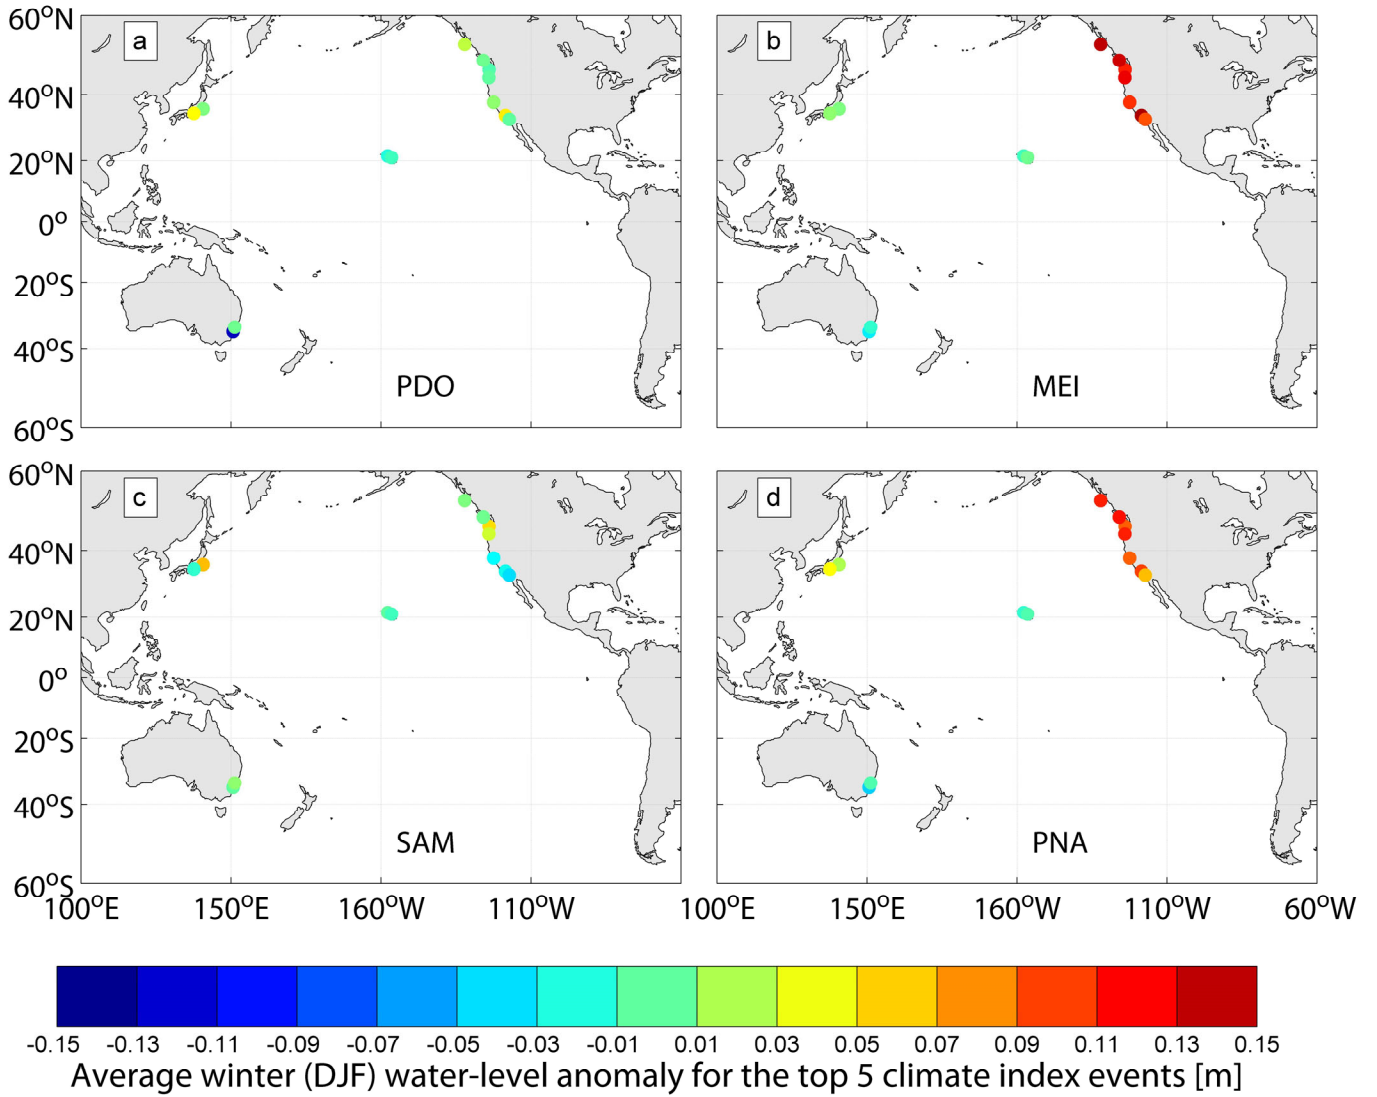 60°N
a
b
40°N
20°N
0°
20°S
40°S
PDO
MEI
60°S
60°N
c
d
40°N
20°N
0°
20°S
40°S
SAM
PNA
60°S
100°E 150°E 160°W 110°W 100°E 150°E 160°W 110°W 60°W
-0.15 -0.13 -0.11 -0.09 -0.07 -0.05 -0.03 -0.01 0.01 0.03 0.05 0.07 0.09 0.11 0.13 0.15
Average winter (DJF) water-level anomaly for the top 5 climate index events [m]